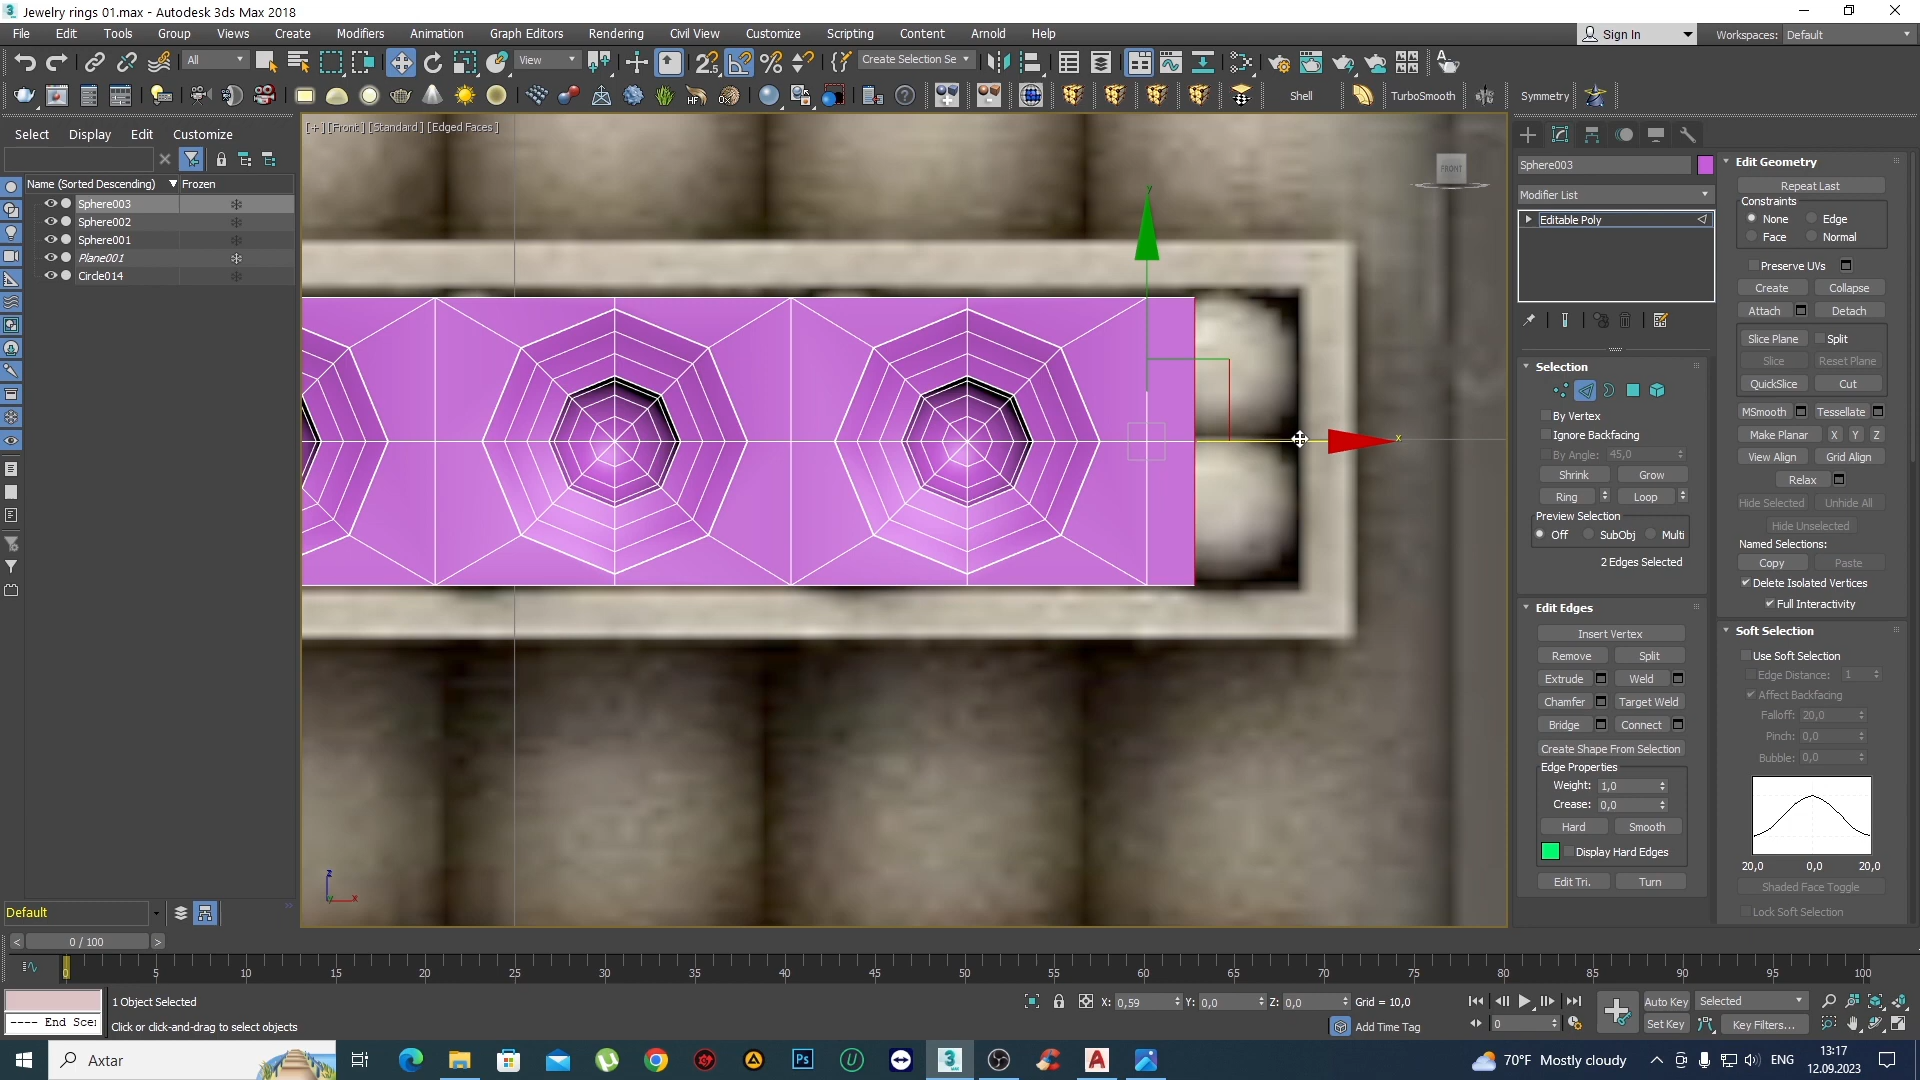 Jewelry rings 01.max - Autodesk 3ds Max 2018
File Edit Tools Group Views Create Modifiers Animation Graph Editors Rendering Civil View Customize Scripting Content Arnold Help
Sign In
Workspaces: Default
All
View
Create Selection Se
HF
Shell
TurboSmooth
Symmetry
Select Display Edit Customize
Name (Sorted Descending) Frozen
Sphere003
Sphere002
Sphere001
Plane001
Circle014
[+] [Front] [Standard] [Edged Faces]
FRONT
y
x
z
x
Sphere003
Modifier List
Editable Poly
Selection
By Vertex
Ignore Backfacing
By Angle: 45,0
Shrink Grow
Ring Loop
Preview Selection
Off SubObj Multi
2 Edges Selected
Edit Edges
Insert Vertex
Remove Split
Extrude Weld
Chamfer Target Weld
Bridge Connect
Create Shape From Selection
Edge Properties
Weight: 1,0
Crease: 0,0
Hard Smooth
Display Hard Edges
Edit Tri. Turn
Edit Geometry
Repeat Last
Constraints
None Edge
Face Normal
Preserve UVs
Create Collapse
Attach Detach
Slice Plane Split
Slice Reset Plane
QuickSlice Cut
MSmooth Tessellate
Make Planar X Y Z
View Align Grid Align
Relax
Hide Selected Unhide All
Hide Unselected
Named Selections:
Copy Paste
Delete Isolated Vertices
Full Interactivity
Soft Selection
Use Soft Selection
Edge Distance: 1
Affect Backfacing
Falloff: 20,0
Pinch: 0,0
Bubble: 0,0
20,0 0,0 20,0
Shaded Face Toggle
Lock Soft Selection
Default
< 0 / 100 >
0 5 10 15 20 25 30 35 40 45 50 55 60 65 70 75 80 85 90 95 100
1 Object Selected
X: 0,59 Y: 0,0 Z: 0,0 Grid = 10,0
Auto Key Selected
---- End Sce
Click or click-and-drag to select objects
Add Time Tag
0
Set Key Key Filters...
Axtar
Ps
3
70°F Mostly cloudy
ENG
13:17
12.09.2023